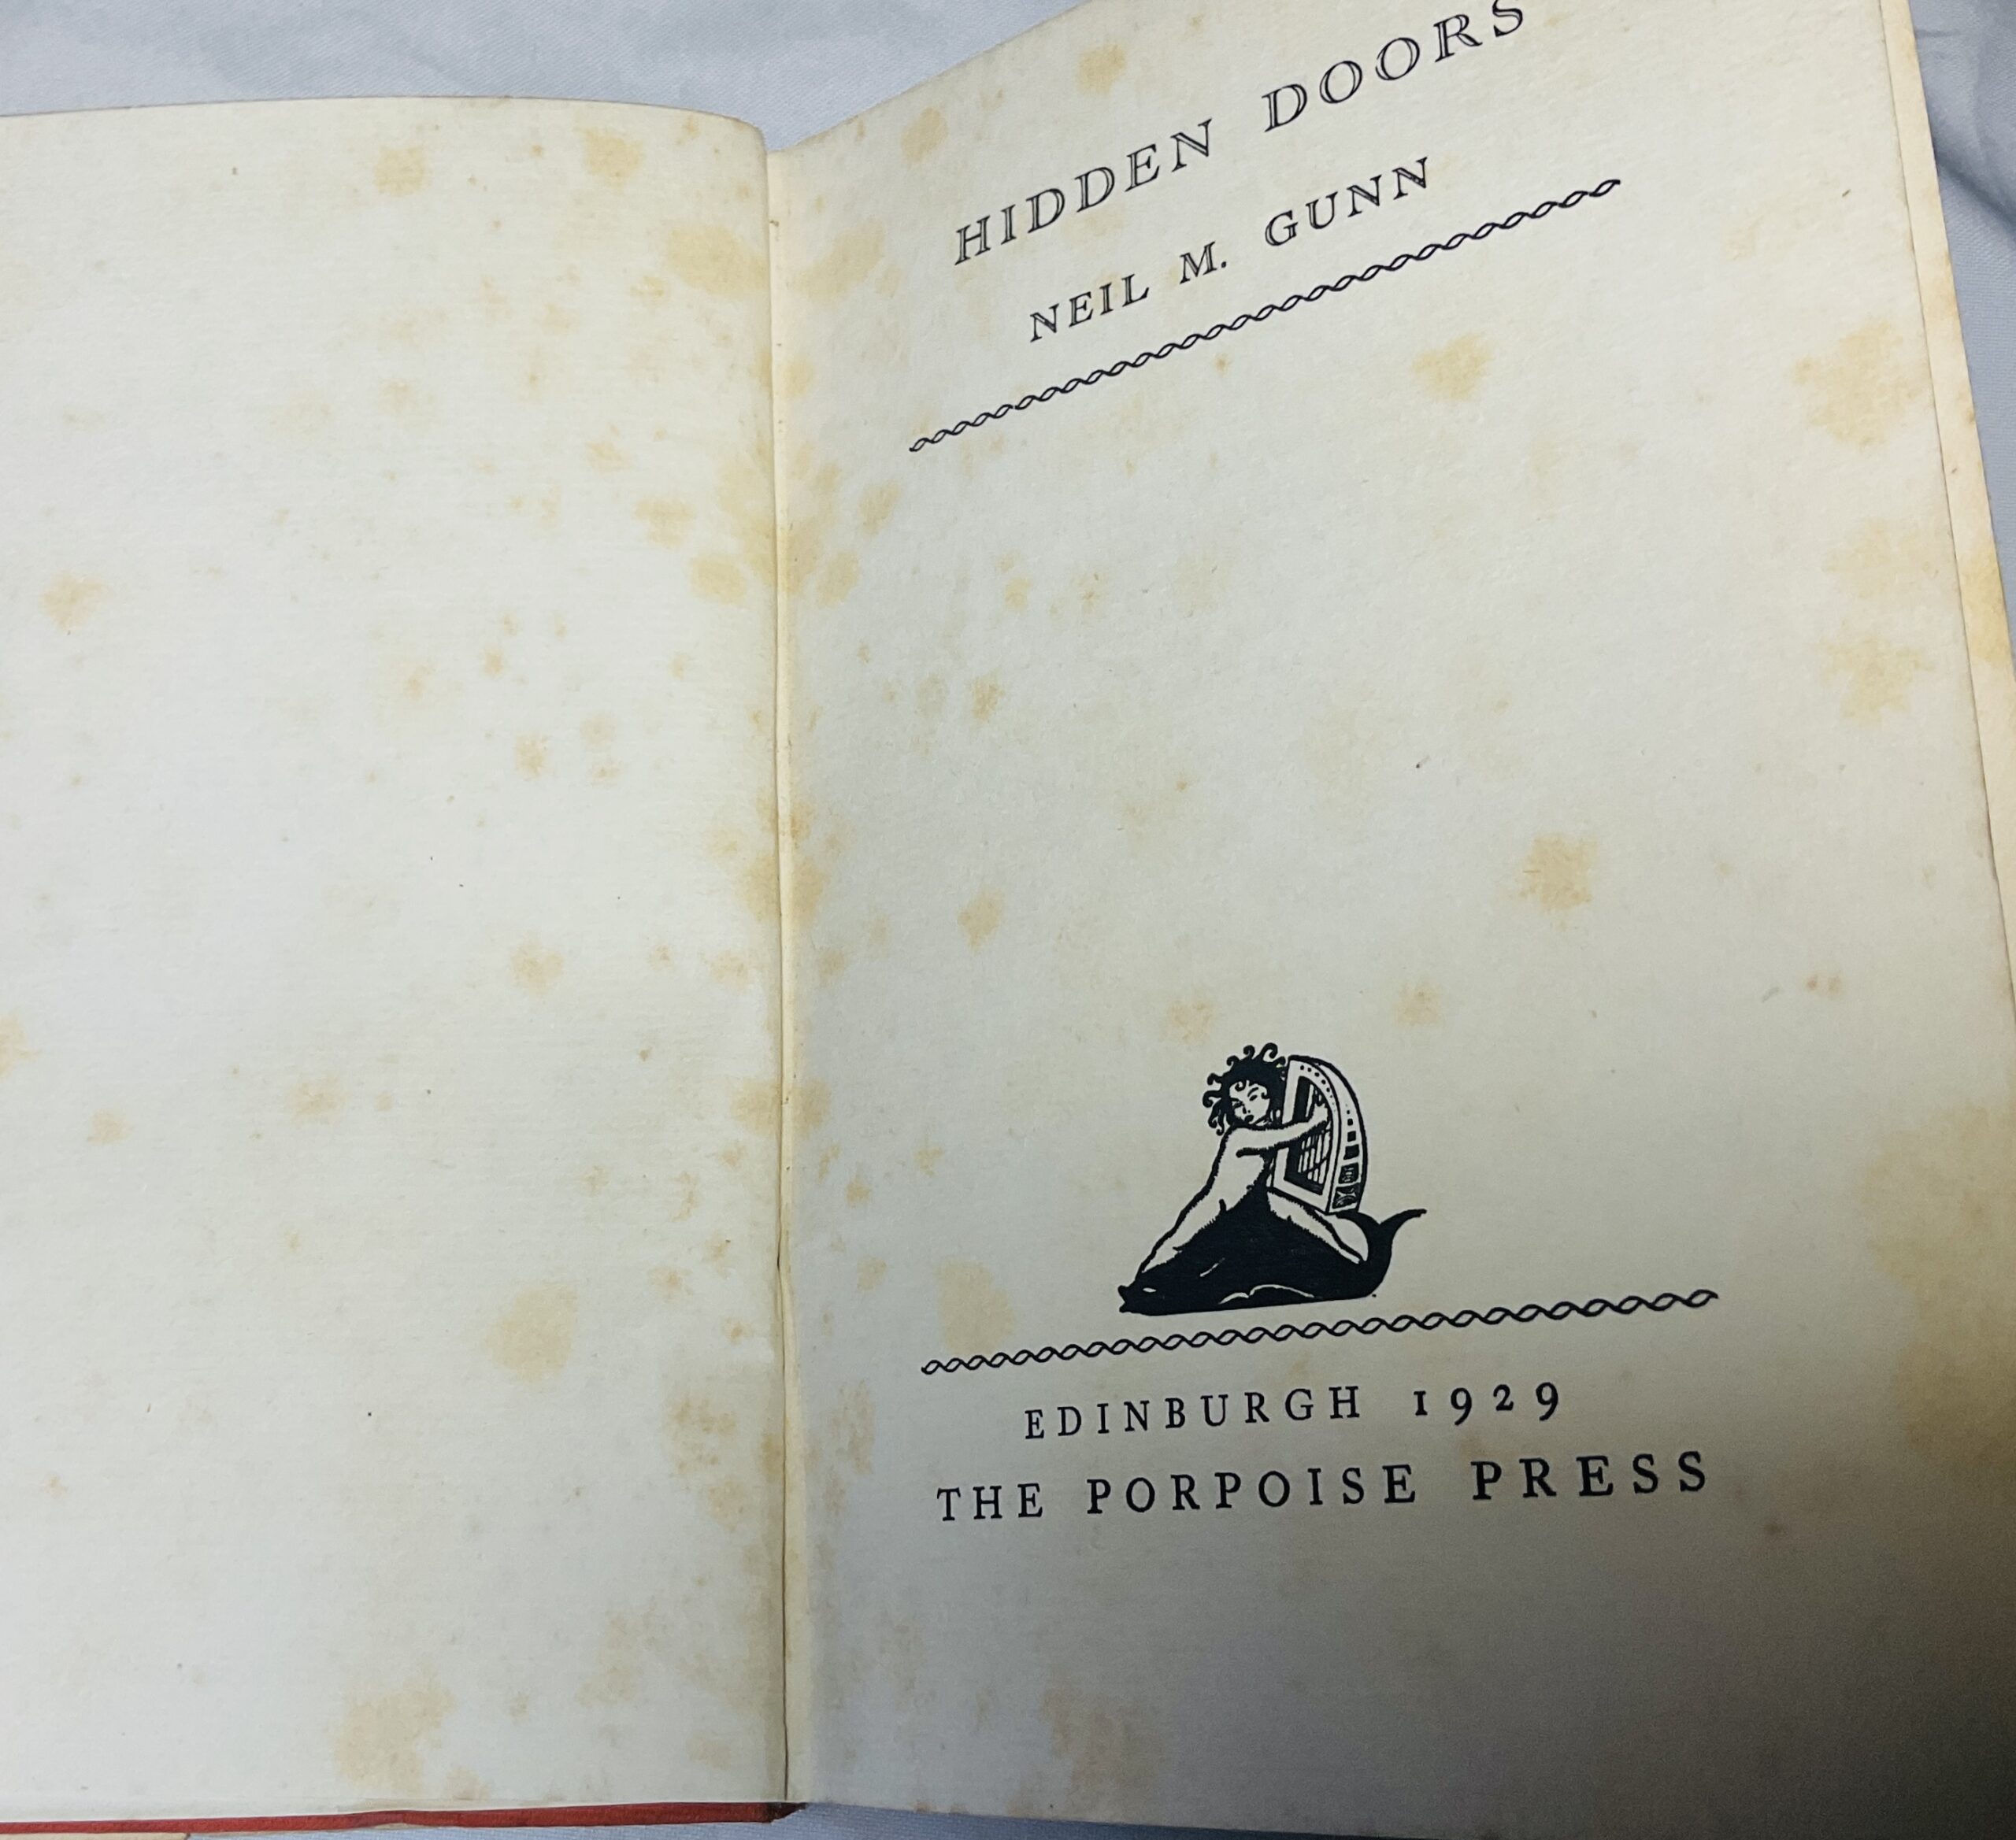 HIDDEN DOORS
NEIL M. GUNN
EDINBURGH 1929
THE PORPOISE PRESS